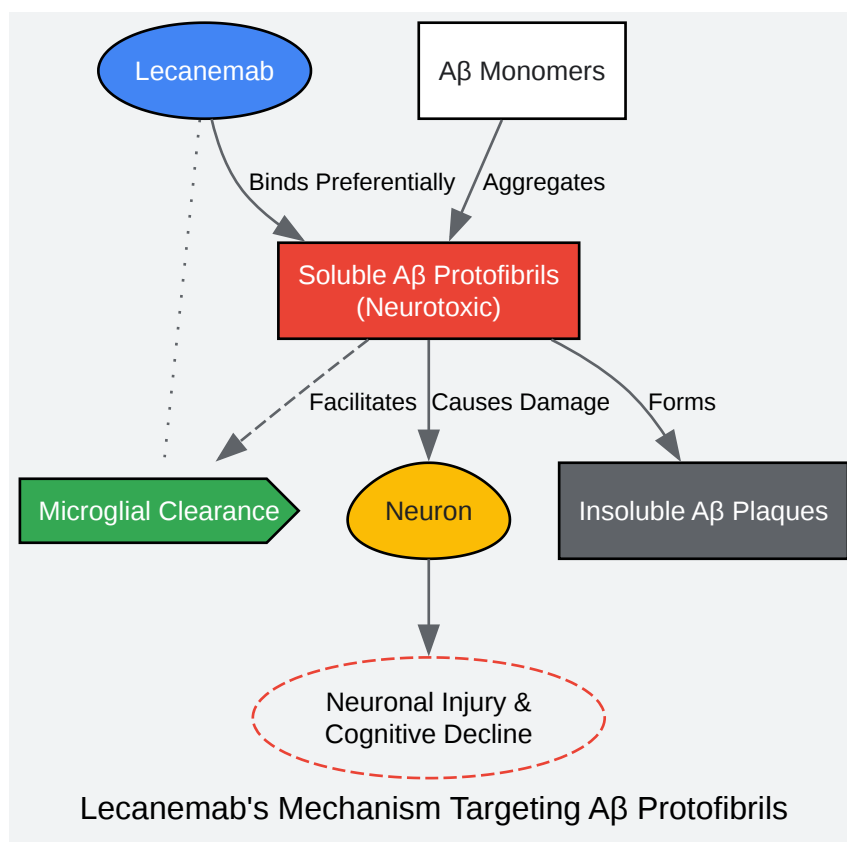 Lecanemab
Aβ Monomers
Binds Preferentially
Aggregates
Soluble Aβ Protofibrils
(Neurotoxic)
Facilitates
Causes Damage
Forms
Microglial Clearance
Neuron
Insoluble Aβ Plaques
Neuronal Injury &
Cognitive Decline
Lecanemab's Mechanism Targeting Aβ Protofibrils